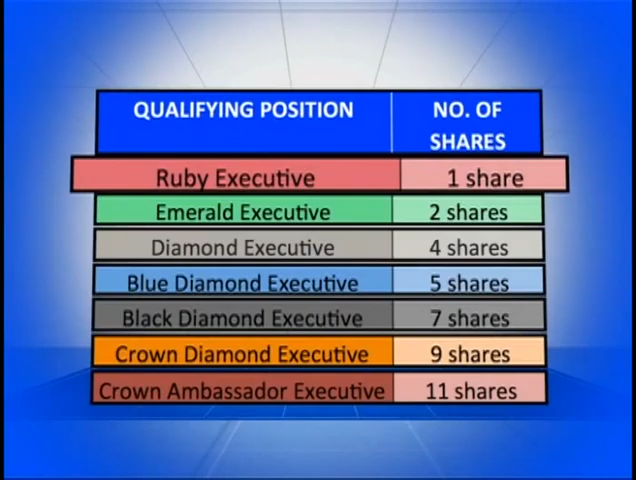 QUALIFYING POSITION NO. OF
SHARES
Ruby Executive 1 share
Emerald Executive 2 shares
Diamond Executive 4 shares
Blue Diamond Executive 5 shares
Black Diamond Executive 7 shares
Crown Diamond Executive 9 shares
Crown Ambassador Executive 11 shares